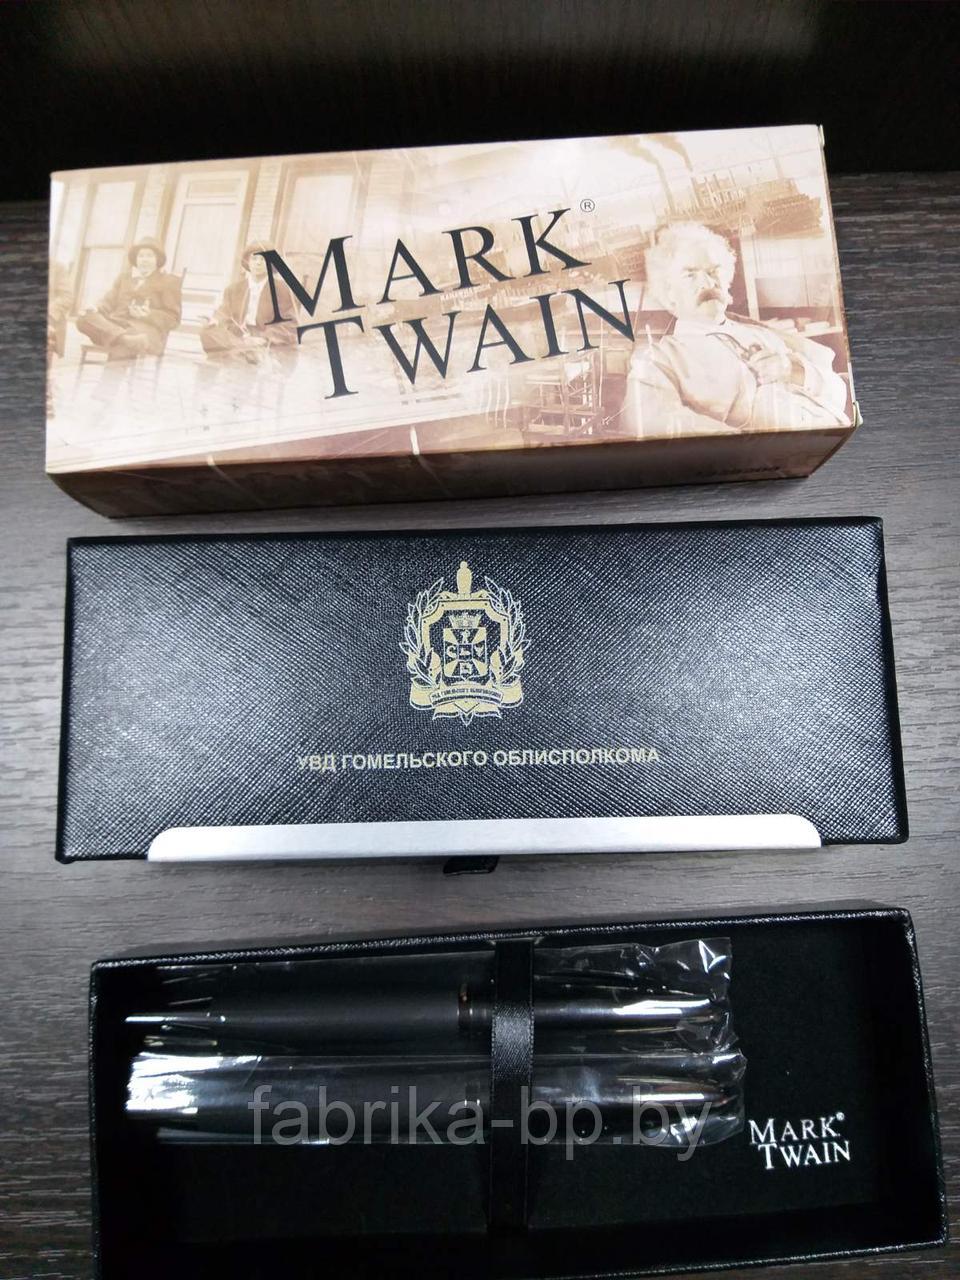 MARK®
TWAIN
УВД ГОМЕЛЬСКОГО ОБЛИСПОЛКОМА
fabrika-bp.by
MARK®
TWAIN